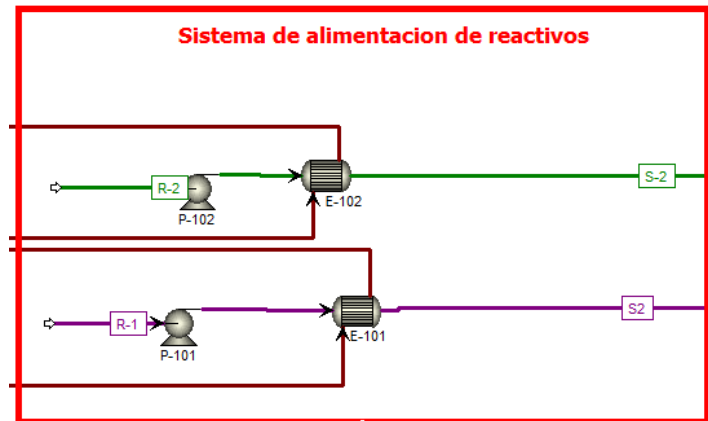 Sistema de alimentacion de reactivos
R-2
P-102
E-102
S-2
R-1
P-101
E-101
S2